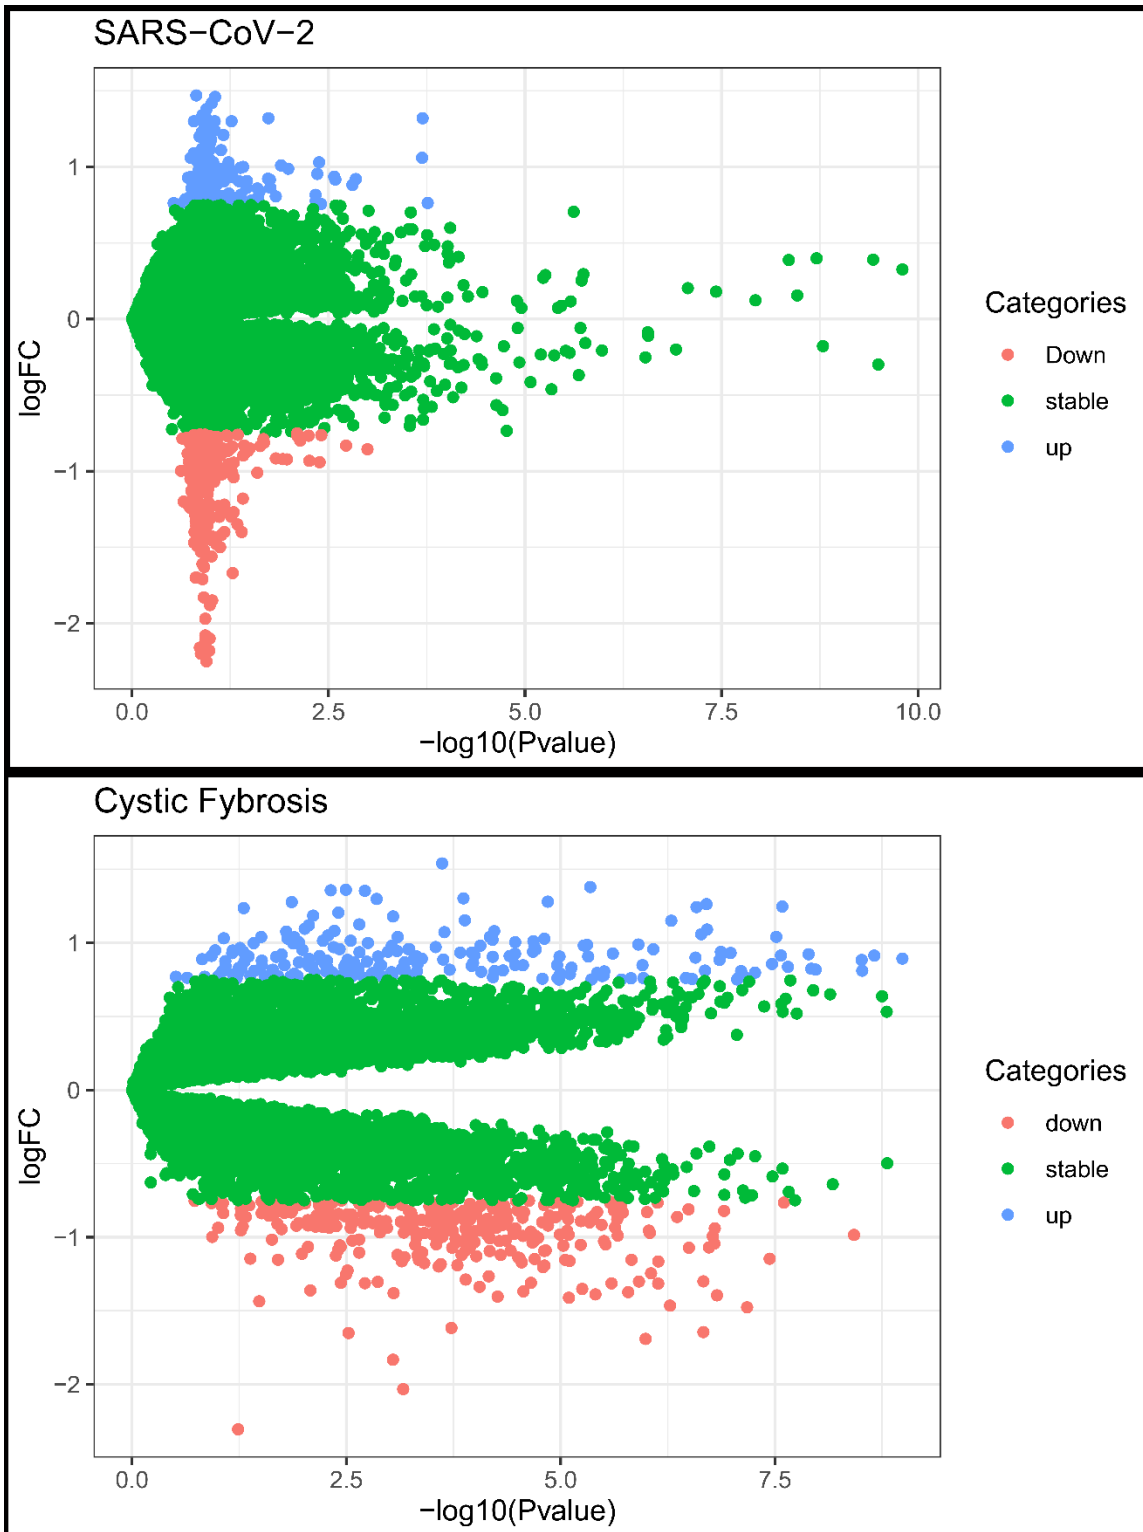 SARS−CoV−2
1
0
−1
−2
logFC
0.0 2.5 5.0 7.5 10.0
−log10(Pvalue)
Categories
Down
stable
up
Cystic Fybrosis
1
0
−1
−2
logFC
0.0 2.5 5.0 7.5
−log10(Pvalue)
Categories
down
stable
up